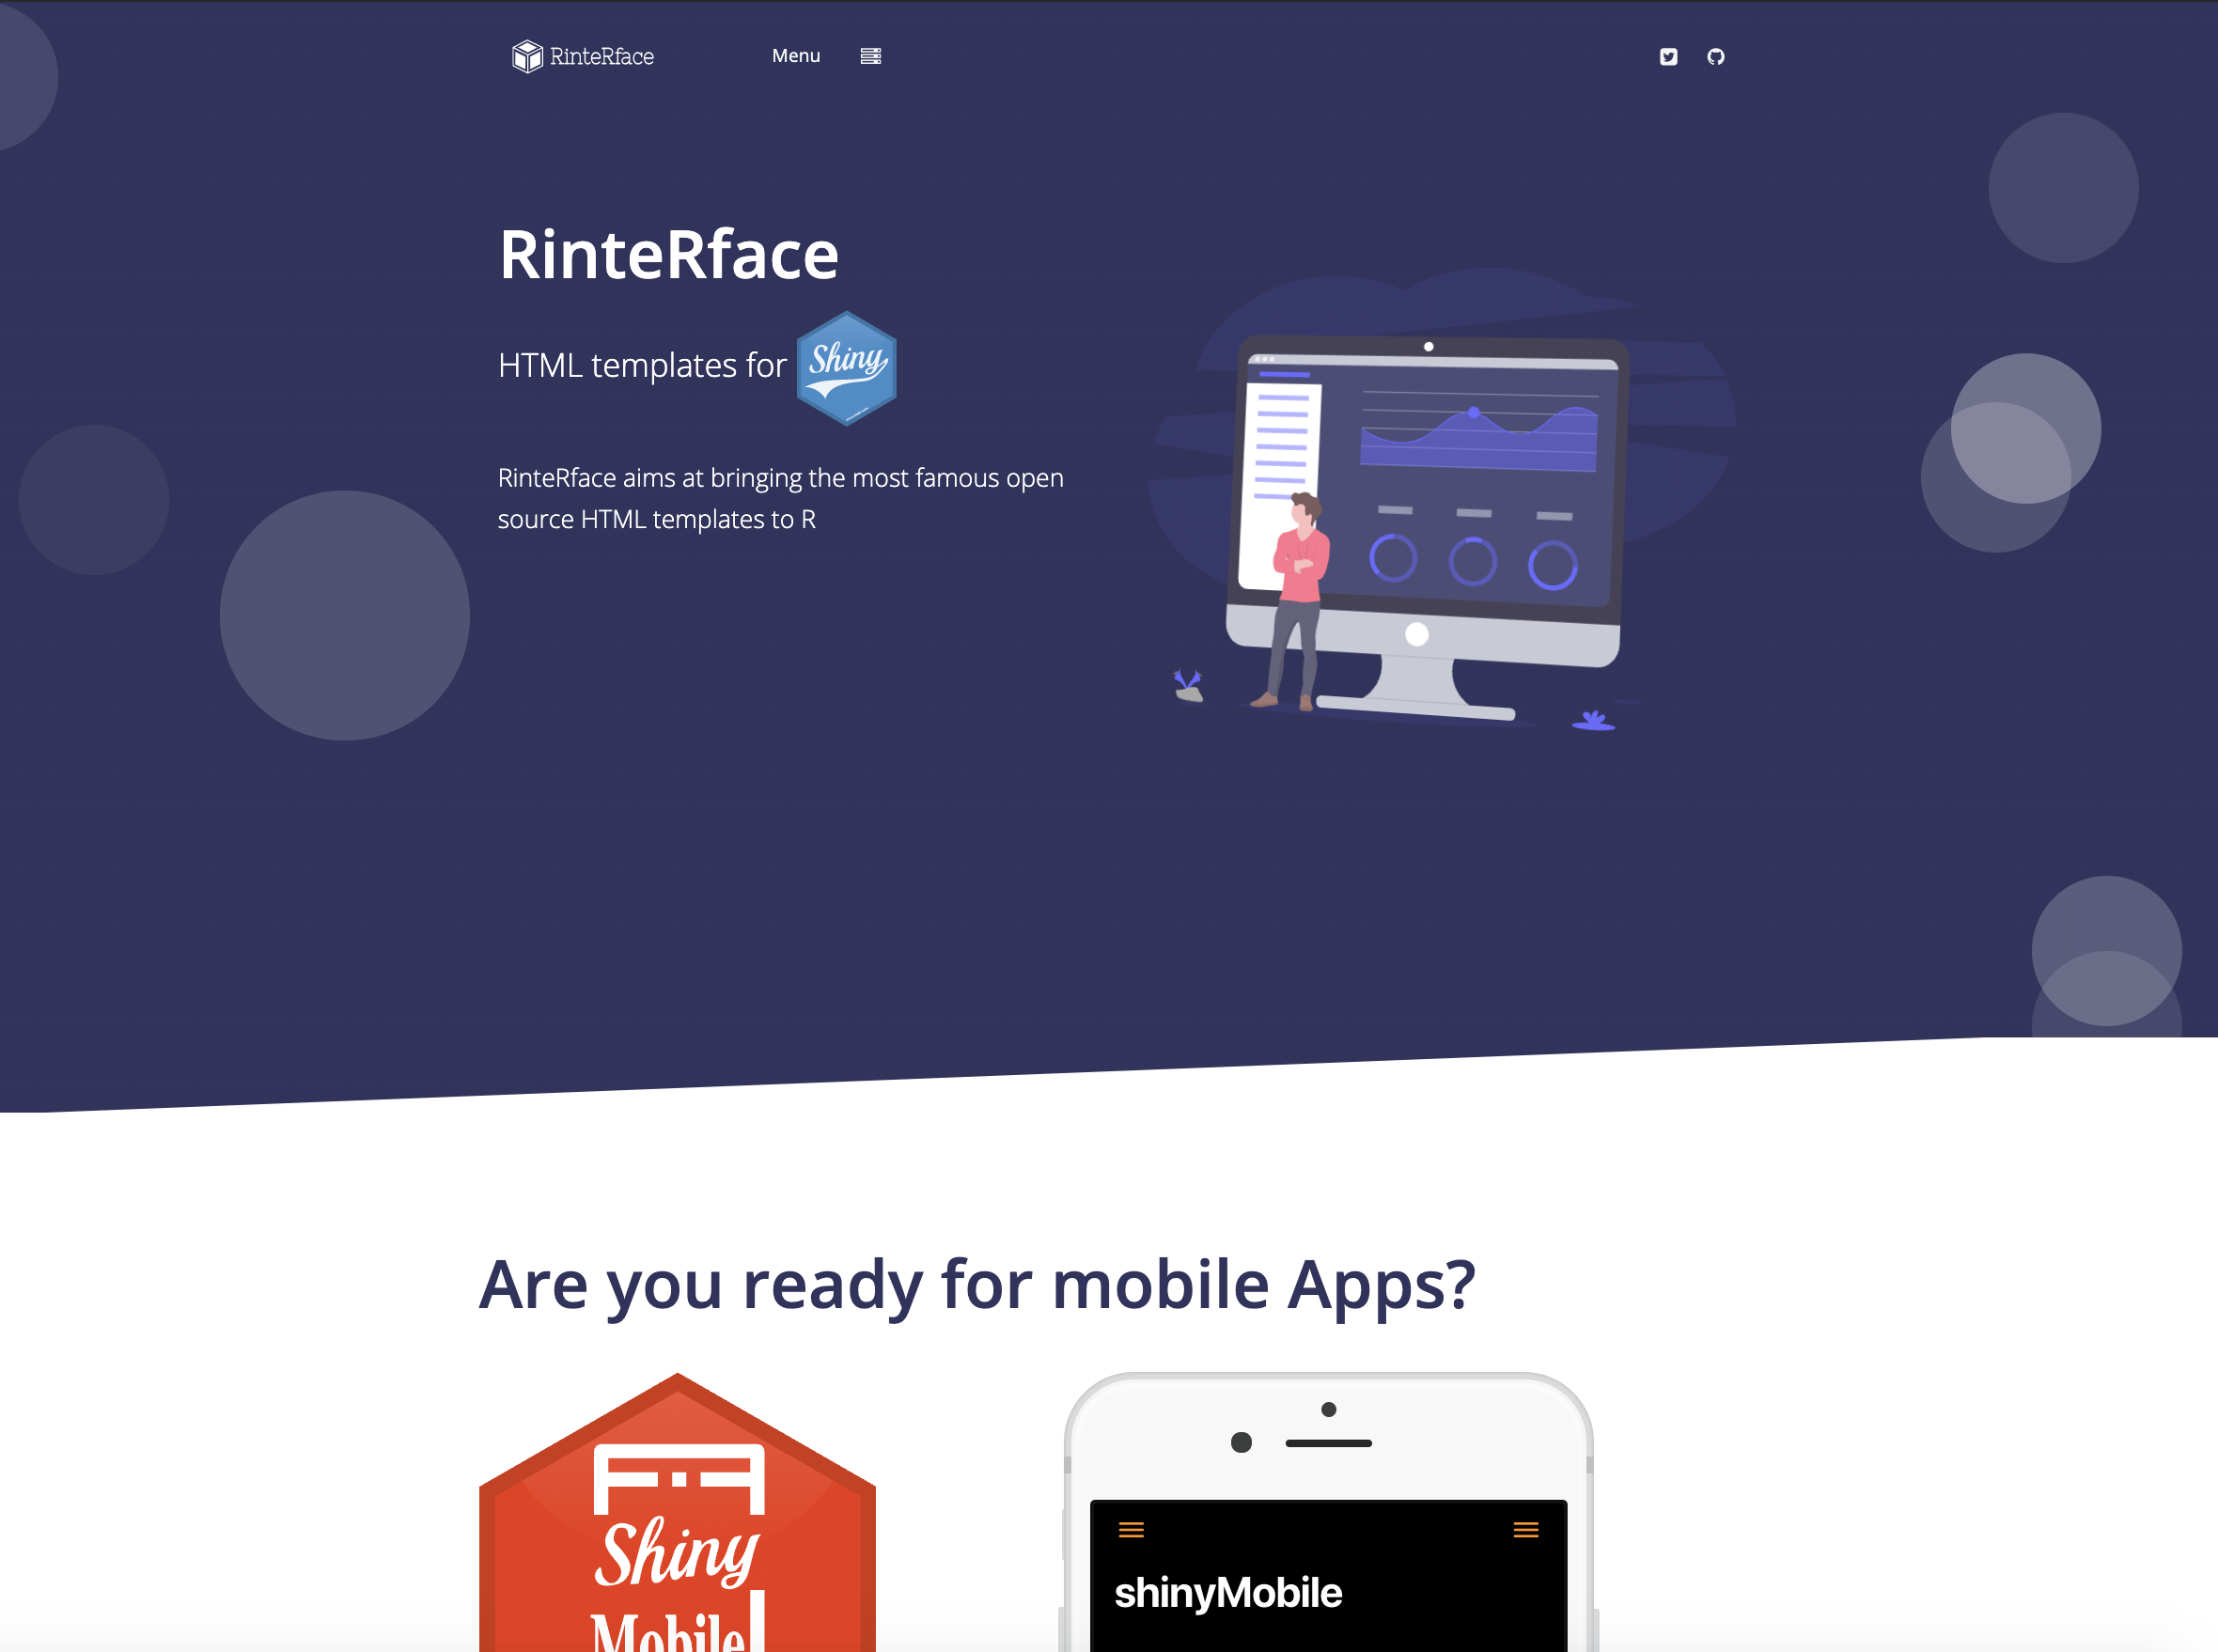 RinteRface
Menu
RinteRface
HTML templates for
Shiny
RinteRface aims at bringing the most famous open
source HTML templates to R
Are you ready for mobile Apps?
Shiny
Mobile
shinyMobile